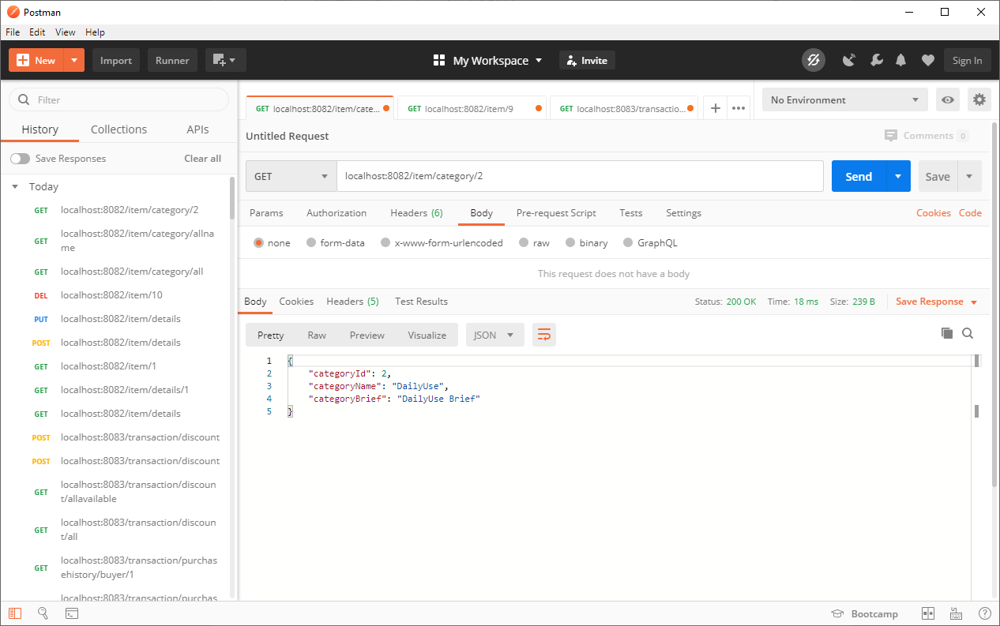 Postman
File Edit View Help
New Import Runner My Workspace Invite Sign In
Filter
History Collections APIs
Save Responses Clear all
Today
GET localhost:8082/item/category/2
GET localhost:8082/item/category/allna
me
GET localhost:8082/item/category/all
DEL localhost:8082/item/10
PUT localhost:8082/item/details
POST localhost:8082/item/details
GET localhost:8082/item/1
GET localhost:8082/item/details/1
GET localhost:8082/item/details
POST localhost:8083/transaction/discount
POST localhost:8083/transaction/discount
GET localhost:8083/transaction/discoun
t/allavailable
GET localhost:8083/transaction/discoun
t/all
GET localhost:8083/transaction/purcha
sehistory/buyer/1
localhost:8083/transaction/purchas
GET localhost:8082/item/cate... GET localhost:8082/item/9 GET localhost:8083/transactio... + ••• No Environment
Untitled Request Comments 0
GET localhost:8082/item/category/2 Send Save
Params Authorization Headers (6) Body Pre-request Script Tests Settings Cookies Code
none form-data x-www-form-urlencoded raw binary GraphQL
This request does not have a body
Body Cookies Headers (5) Test Results Status: 200 OK Time: 18 ms Size: 239 B Save Response
Pretty Raw Preview Visualize JSON
1 {
2 "categoryId": 2,
3 "categoryName": "DailyUse",
4 "categoryBrief": "DailyUse Brief"
5 }
Bootcamp